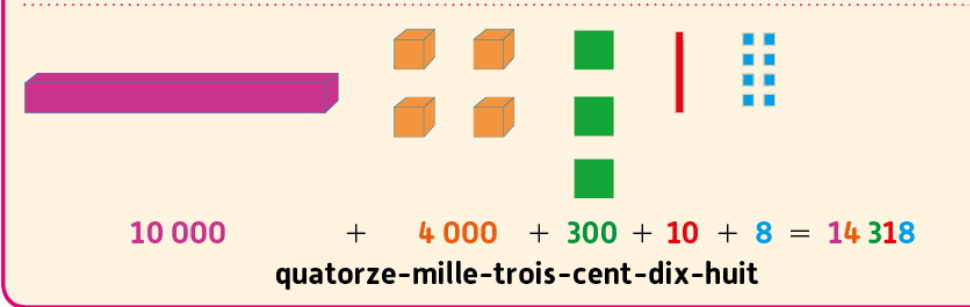 10 000 + 4 000 + 300 + 10 + 8 = 14 318
quatorze-mille-trois-cent-dix-huit